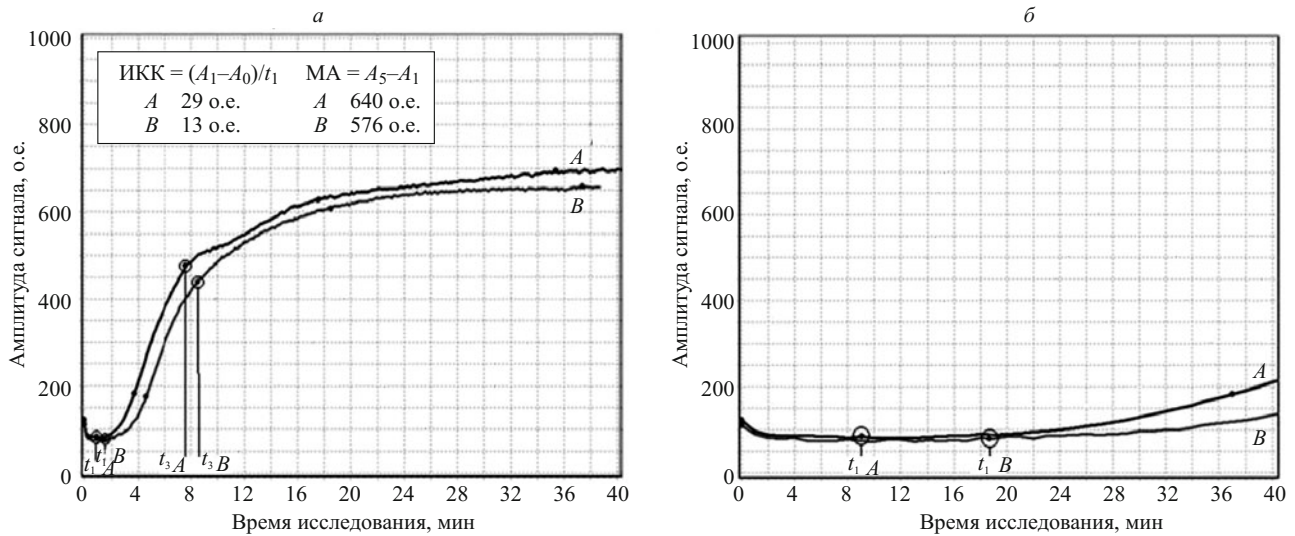 а
1000
800
600
400
200
0
Амплитуда сигнала, о.е.
ИКК = (A₁–A₀)/t₁ МА = A₅–A₁
A 29 о.е. A 640 о.е.
B 13 о.е. B 576 о.е.
A
B
t₁ A t₁ B t₃ A t₃ B
0 4 8 12 16 20 24 28 32 36 40
Время исследования, мин
б
1000
800
600
400
200
0
Амплитуда сигнала, о.е.
A
B
t₁ A t₁ B
0 4 8 12 16 20 24 28 32 36 40
Время исследования, мин